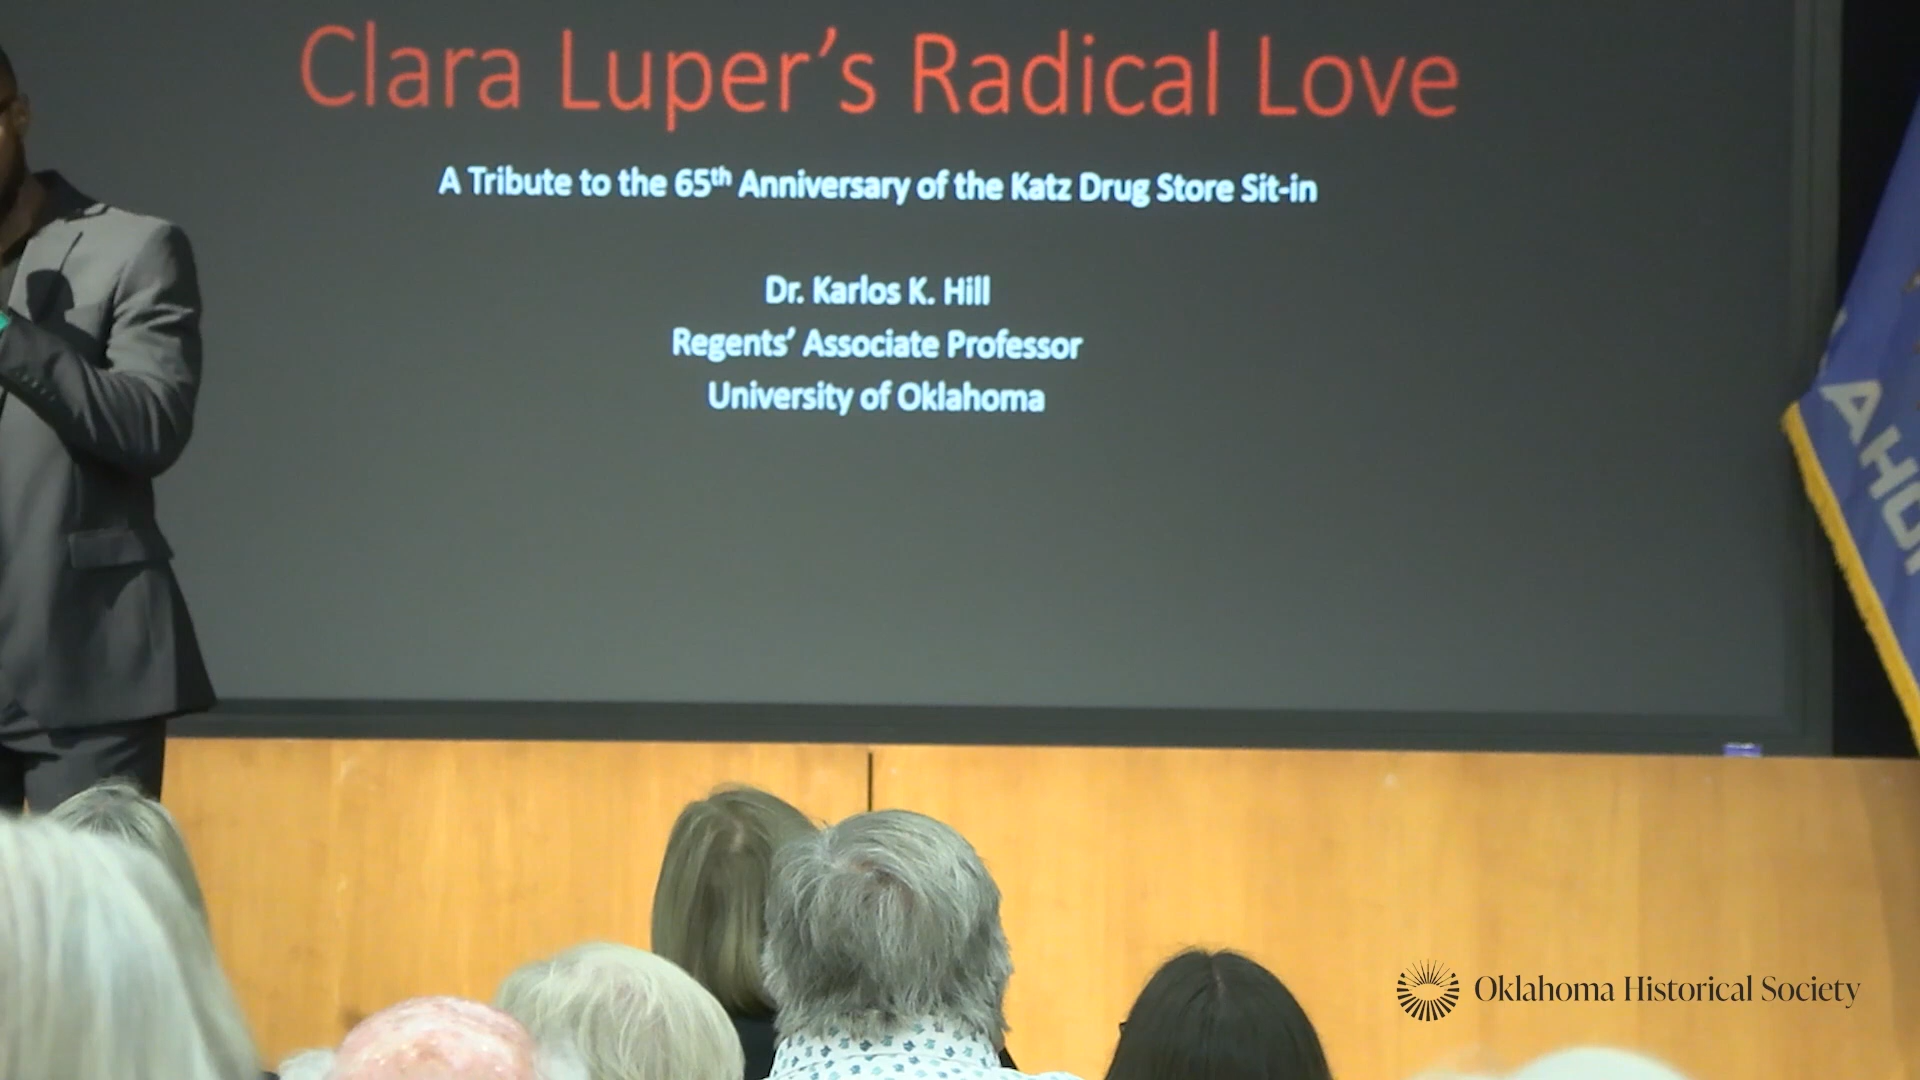 Clara Luper's Radical Love
A Tribute to the 65th Anniversary of the Katz Drug Store Sit-in
Dr. Karlos K. Hill
Regents' Associate Professor
University of Oklahoma
AHO
Oklahoma Historical Society